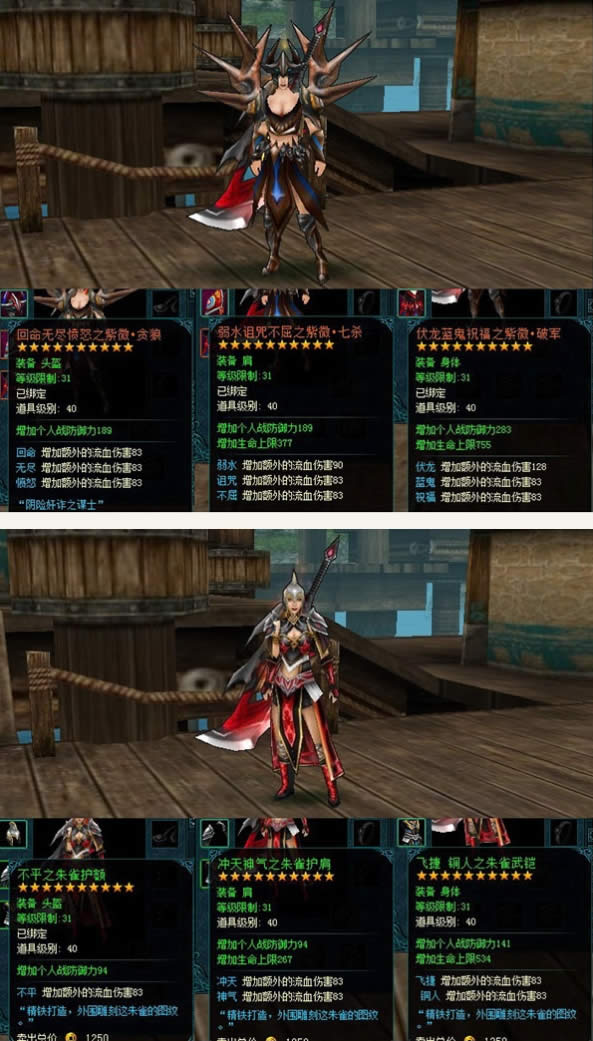 回命无尽愤怒之紫微·贪狼
★★★★★★★★★★
装备 头盔
等级限制:31
已绑定
道具级别: 40
增加个人战防御力189
回命 增加额外的流血伤害83
无尽 增加额外的流血伤害83
愤怒 增加额外的流血伤害83
“阴险奸诈之谋士”
弱水诅咒不屈之紫微·七杀
★★★★★★★★★★
装备 肩
等级限制:31
已绑定
道具级别: 40
增加个人战防御力189
增加生命上限377
弱水 增加额外的流血伤害90
诅咒 增加额外的流血伤害83
不屈 增加额外的流血伤害83
伏龙蓝鬼祝福之紫微·破军
★★★★★★★★★★
装备 身体
等级限制:31
已绑定
道具级别: 40
增加个人战防御力283
增加生命上限755
伏龙 增加额外的流血伤害128
蓝鬼 增加额外的流血伤害83
祝福 增加额外的流血伤害83
不平之朱雀护额
★★★★★★★★★★
装备 头盔
等级限制:31
已绑定
道具级别: 40
增加个人战防御力94
不平 增加额外的流血伤害83
“精铁打造，外围雕刻这朱雀的图纹
。”
卖出总价 1250
冲天神气之朱雀护肩
★★★★★★★★★★
装备 肩
等级限制:31
道具级别: 40
增加个人战防御力94
增加生命上限267
冲天 增加额外的流血伤害83
神气 增加额外的流血伤害83
“精铁打造，外围雕刻这朱雀的图纹
。”
卖出总价 1250
飞捷 铜人之朱雀武铠
★★★★★★★★★★
装备 身体
等级限制:31
道具级别: 40
增加个人战防御力141
增加生命上限534
飞捷 增加额外的流血伤害83
铜人 增加额外的流血伤害83
“精铁打造，外围雕刻这朱雀的图纹
。”
卖出总价 1250